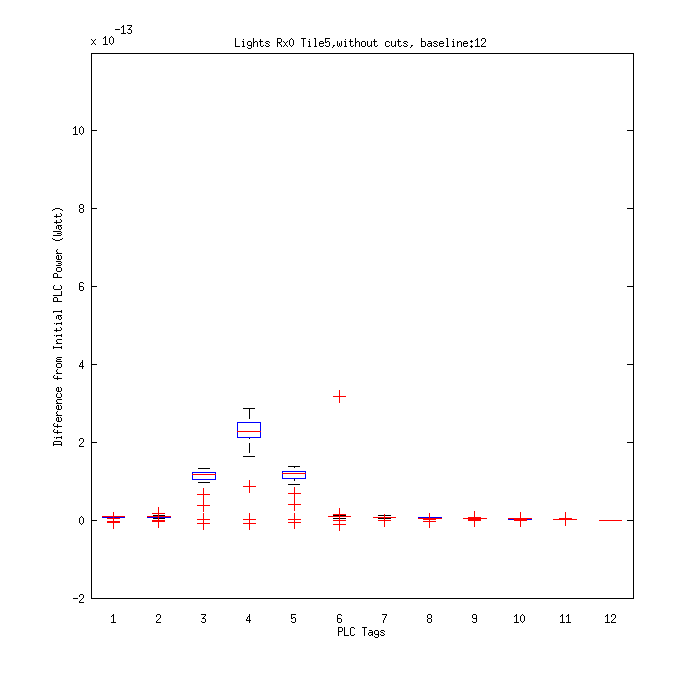 x 10-13
Lights Rx0 Tile5,without cuts, baseline:12
10
8
6
4
2
0
-2
Difference from Initial PLC Power (Watt)
1 2 3 4 5 6 7 8 9 10 11 12
PLC Tags